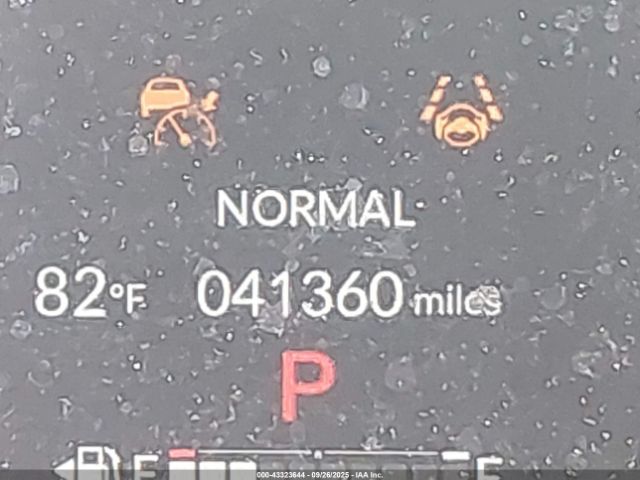 NORMAL
82°F 041360 miles
P
E F
000-43323644 - 09/26/2025 - IAA Inc.